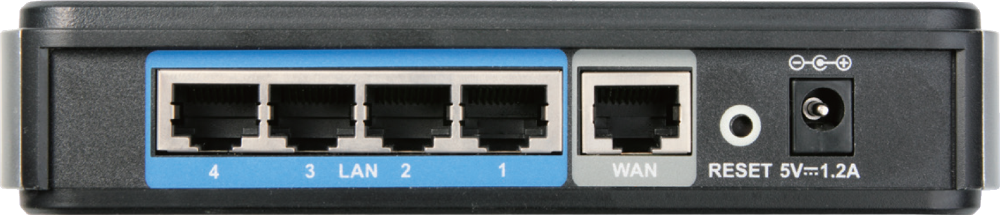 4 3 LAN 2 1 WAN RESET 5V⎓1.2A